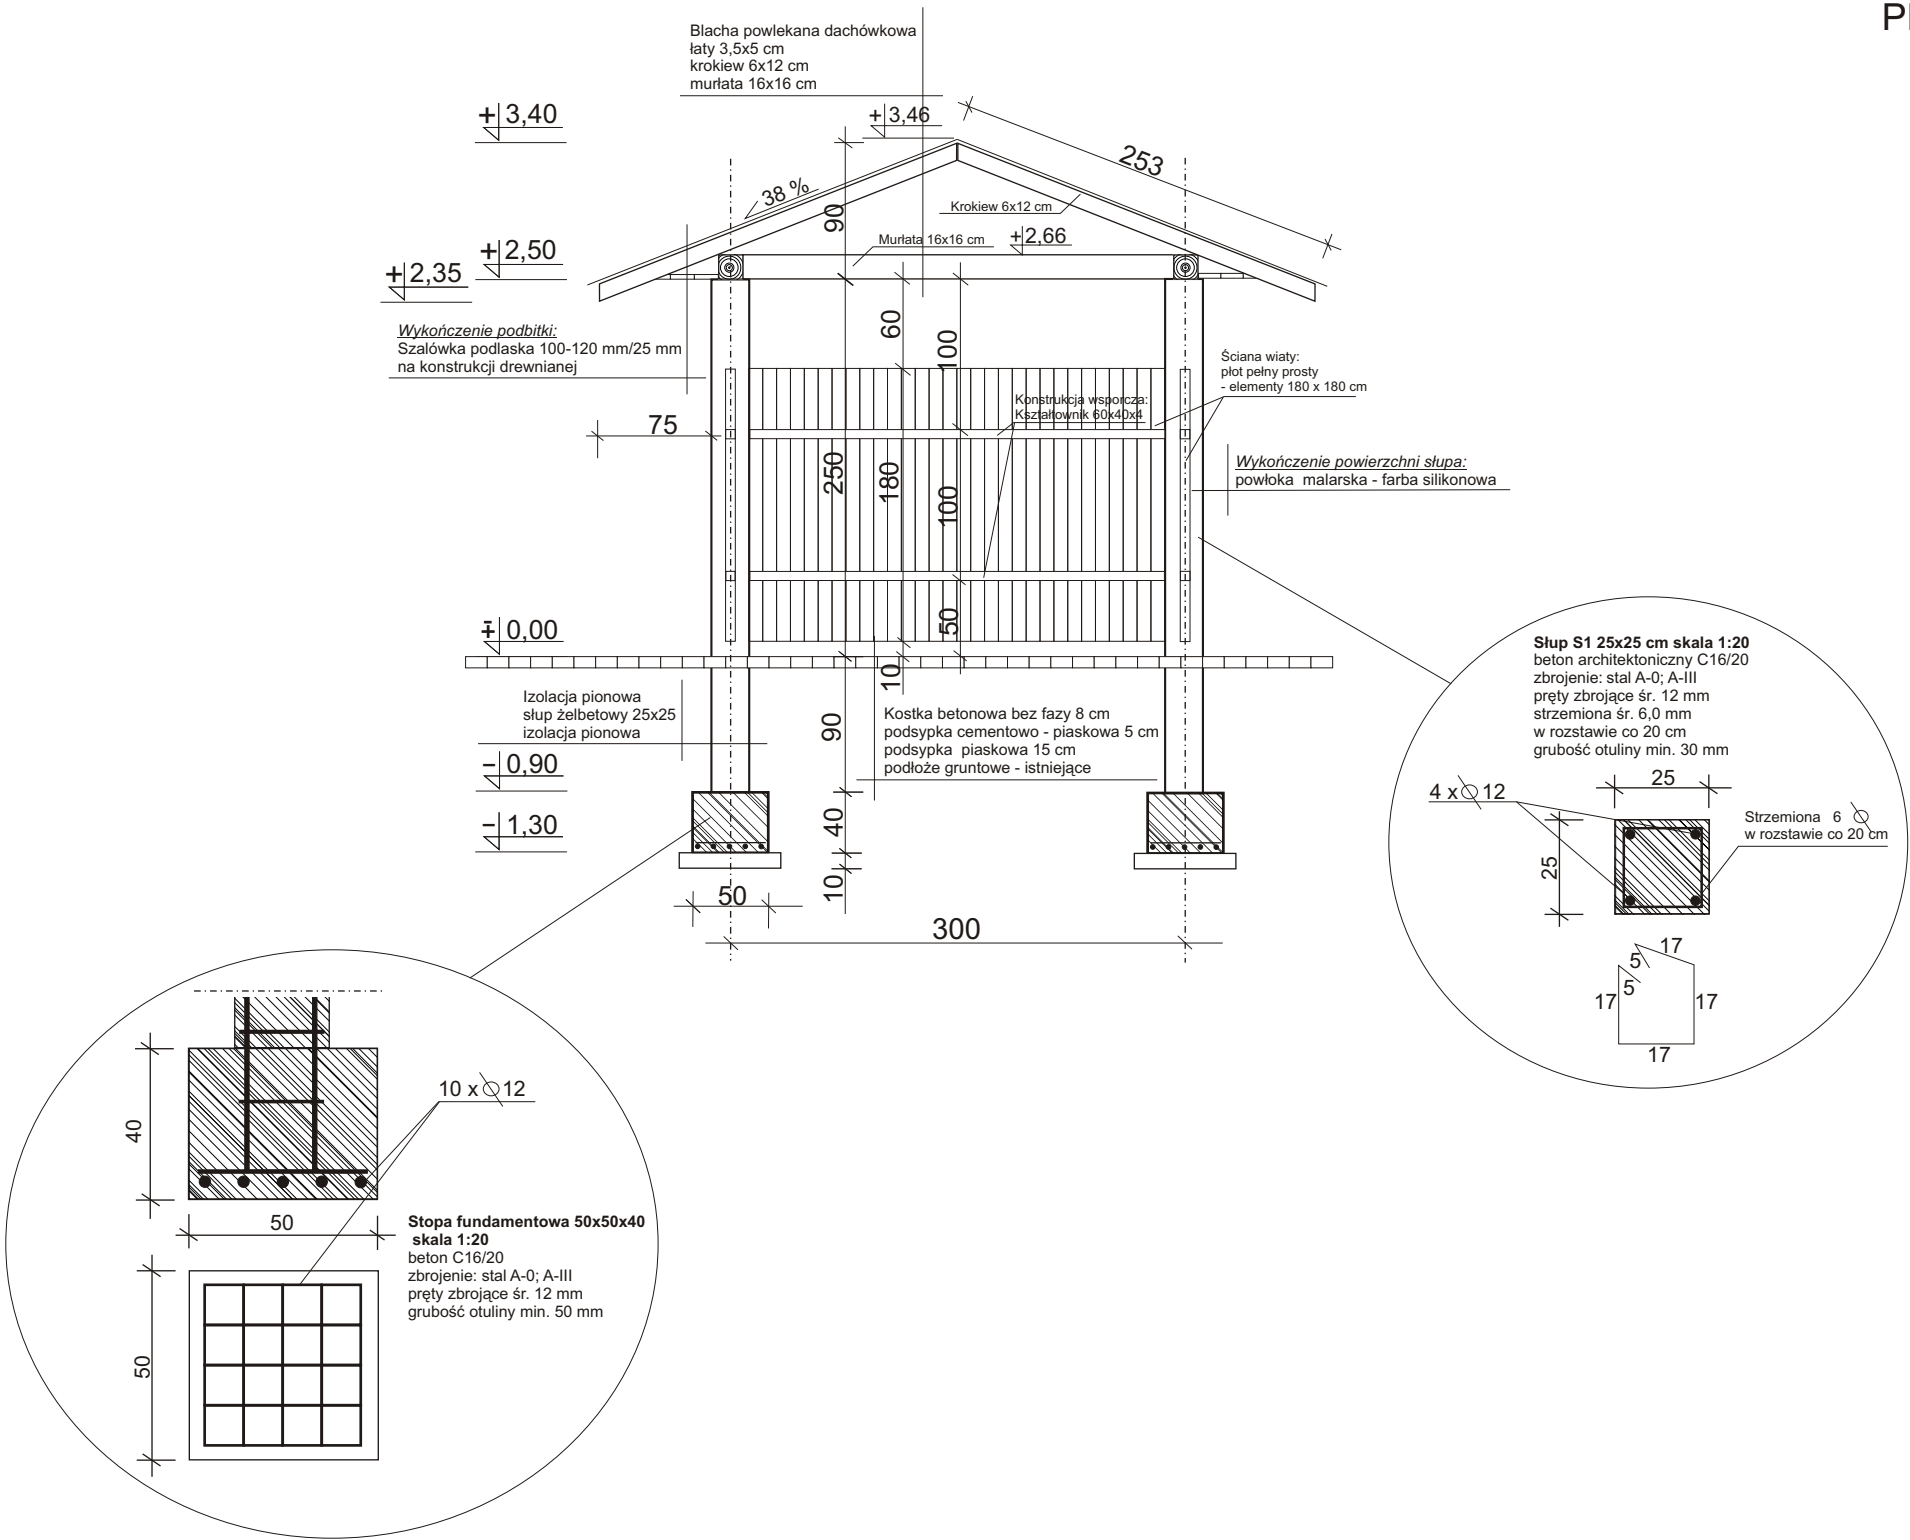 Pl
Blacha powlekana dachówkowa
łaty 3,5x5 cm
krokiew 6x12 cm
murłata 16x16 cm
+ 3,40
+ 3,46
253
38 %
90
Krokiew 6x12 cm
Murłata 16x16 cm
+2,66
+ 2,50
+ 2,35
Wykończenie podbitki:
Szalówka podlaska 100-120 mm/25 mm
na konstrukcji drewnianej
60
100
Ściana wiaty:
płot pełny prosty
- elementy 180 x 180 cm
Konstrukcja wsporcza:
Kształtownik 60x40x4
75
250
180
100
Wykończenie powierzchni słupa:
powłoka malarska - farba silikonowa
50
10
∓ 0,00
Izolacja pionowa
słup żelbetowy 25x25
izolacja pionowa
90
Kostka betonowa bez fazy 8 cm
podsypka cementowo - piaskowa 5 cm
podsypka piaskowa 15 cm
podłoże gruntowe - istniejące
- 0,90
- 1,30
40
10
50
300
Słup S1 25x25 cm skala 1:20
beton architektoniczny C16/20
zbrojenie: stal A-0; A-III
pręty zbrojące śr. 12 mm
strzemiona śr. 6,0 mm
w rozstawie co 20 cm
grubość otuliny min. 30 mm
25
4 x∅12
Strzemiona 6 ∅
w rozstawie co 20 cm
25
17
5
5
17
17
17
10 x∅12
40
50
Stopa fundamentowa 50x50x40
skala 1:20
beton C16/20
zbrojenie: stal A-0; A-III
pręty zbrojące śr. 12 mm
grubość otuliny min. 50 mm
50